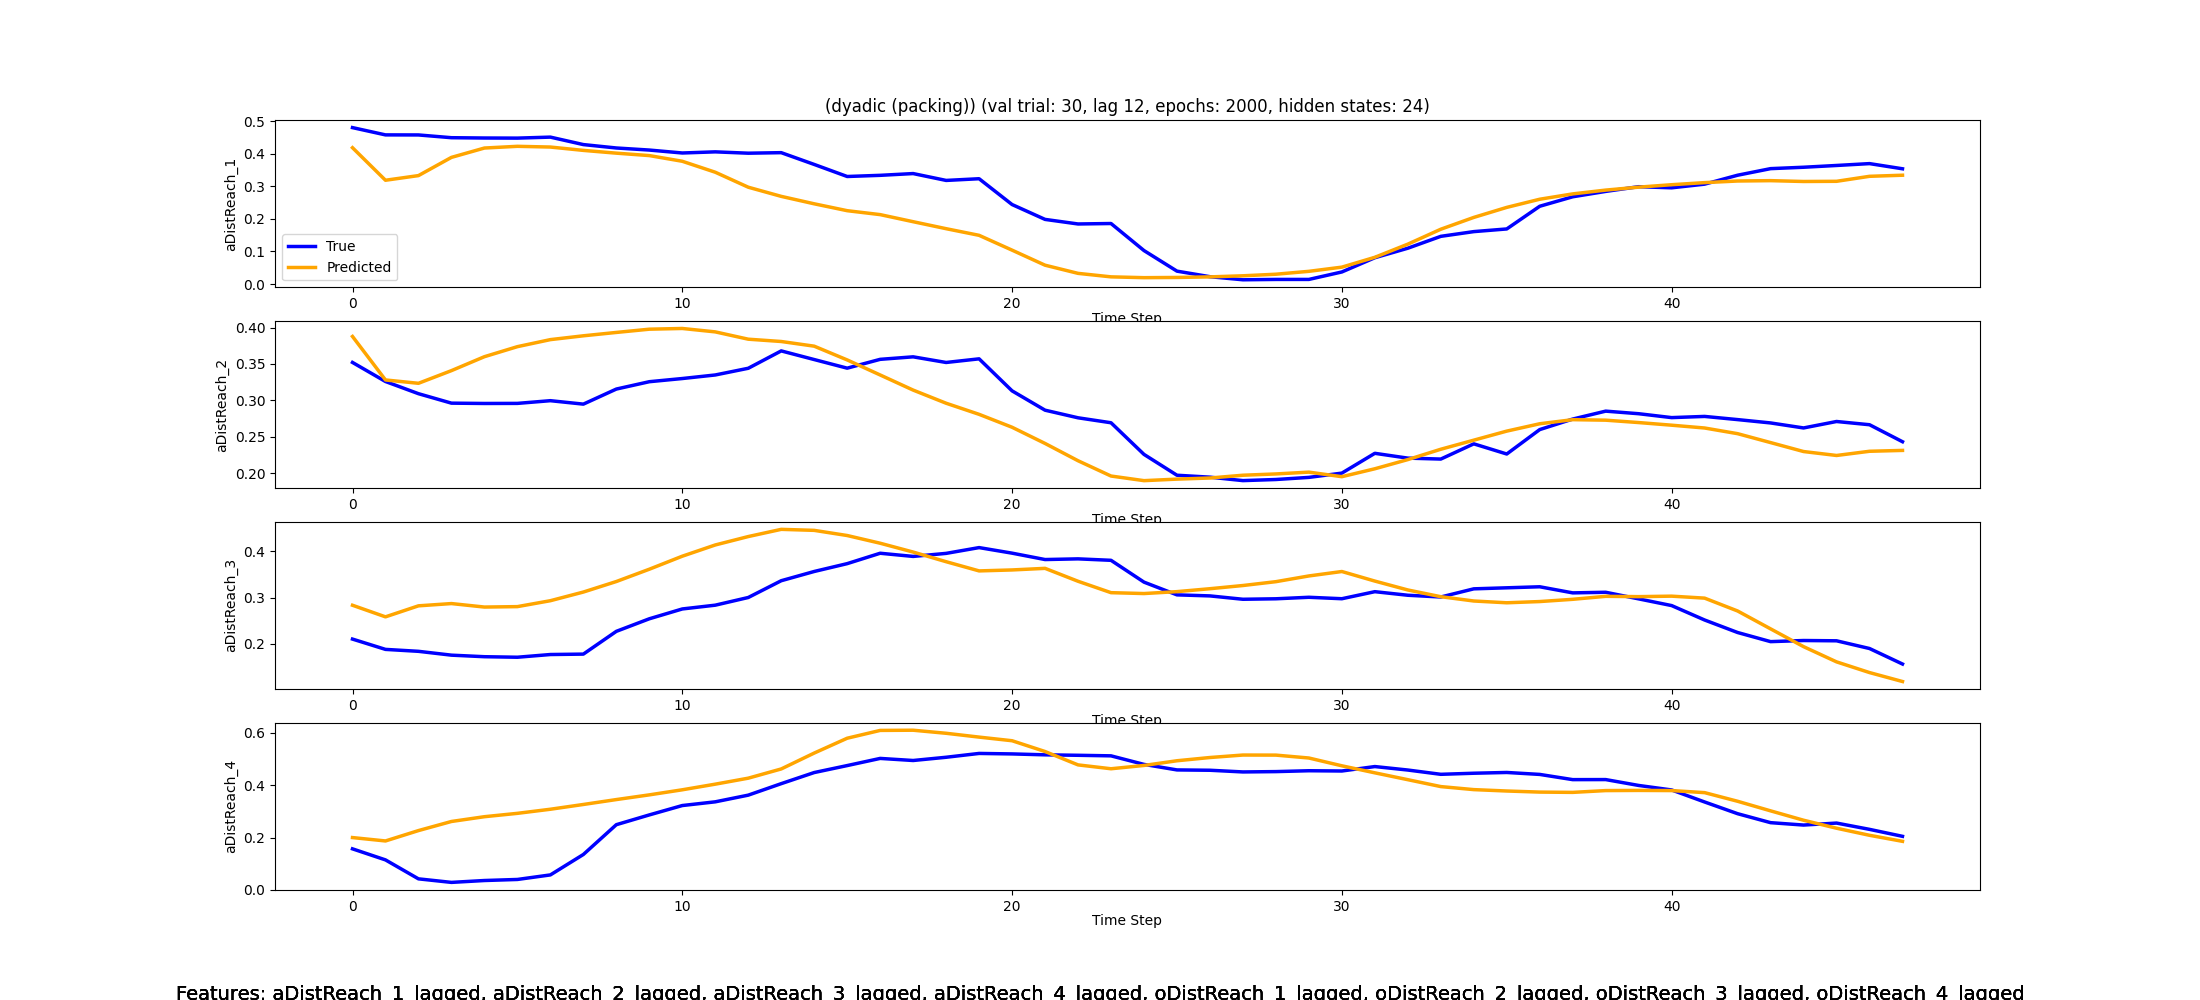 (dyadic (packing)) (val trial: 30, lag 12, epochs: 2000, hidden states: 24)
aDistReach_1
0.5
0.4
0.3
0.2
0.1
0.0
True
Predicted
0 10 20 30 40
Time Step
aDistReach_2
0.40
0.35
0.30
0.25
0.20
0 10 20 30 40
Time Step
aDistReach_3
0.4
0.3
0.2
0 10 20 30 40
Time Step
aDistReach_4
0.6
0.4
0.2
0.0
0 10 20 30 40
Time Step
Features: aDistReach_1_lagged, aDistReach_2_lagged, aDistReach_3_lagged, aDistReach_4_lagged, oDistReach_1_lagged, oDistReach_2_lagged, oDistReach_3_lagged, oDistReach_4_lagged